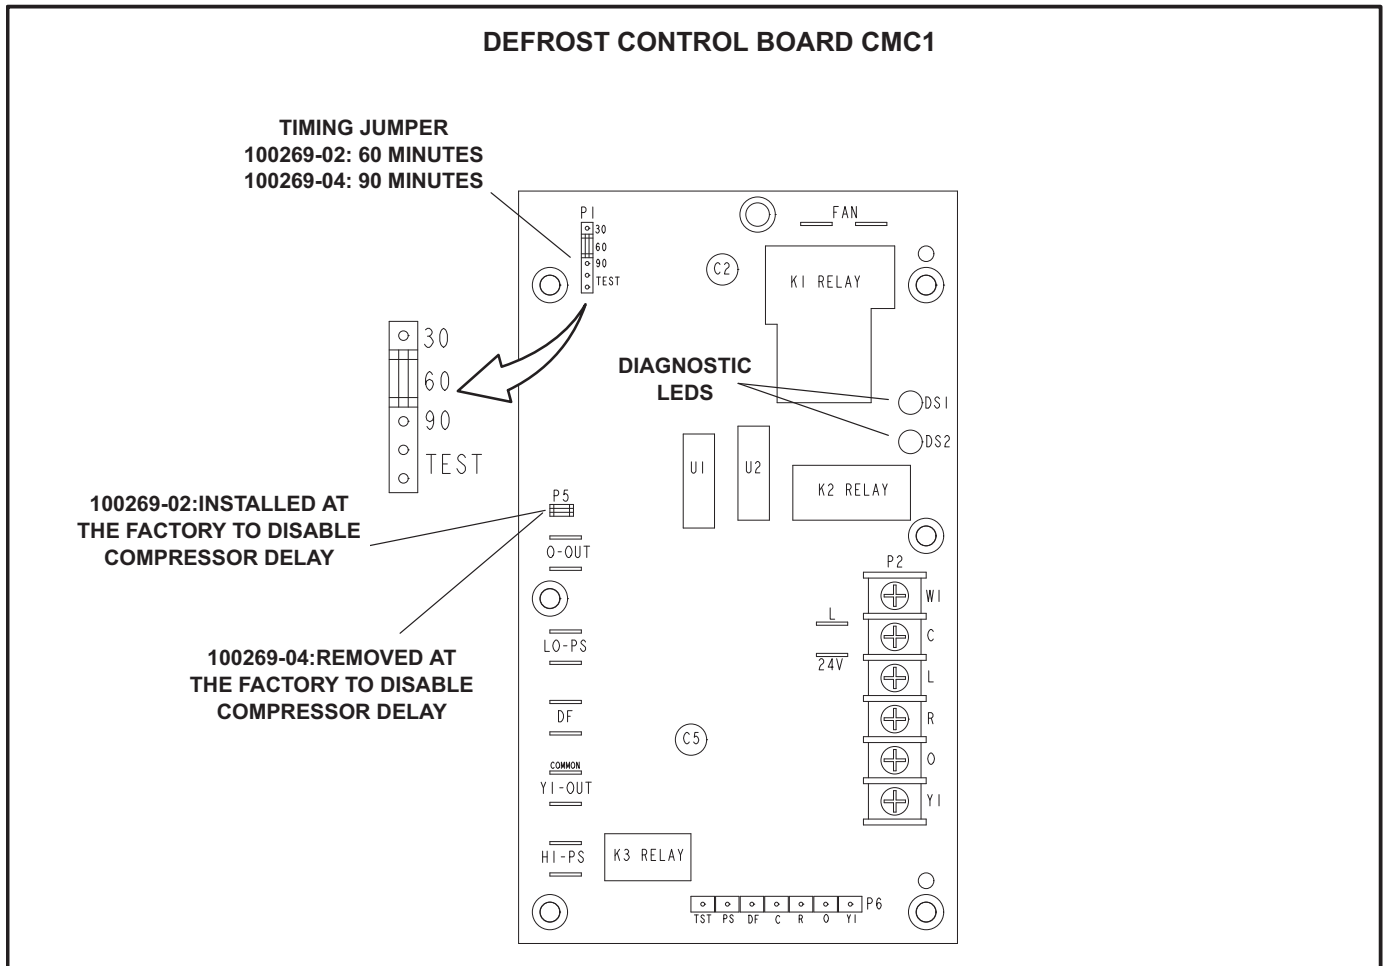 DEFROST CONTROL BOARD CMC1
TIMING JUMPER
100269-02: 60 MINUTES
100269-04: 90 MINUTES
P1
30
60
90
TEST
FAN
C2
K1 RELAY
30
60
90
TEST
DIAGNOSTIC
LEDS
DS1
DS2
U1
U2
K2 RELAY
100269-02:INSTALLED AT
THE FACTORY TO DISABLE
COMPRESSOR DELAY
P5
O-OUT
P2
W1
C
L
R
O
Y1
L
24V
100269-04:REMOVED AT
THE FACTORY TO DISABLE
COMPRESSOR DELAY
LO-PS
DF
C5
COMMON
Y1-OUT
HI-PS
K3 RELAY
P6
TST PS DF C R O Y1